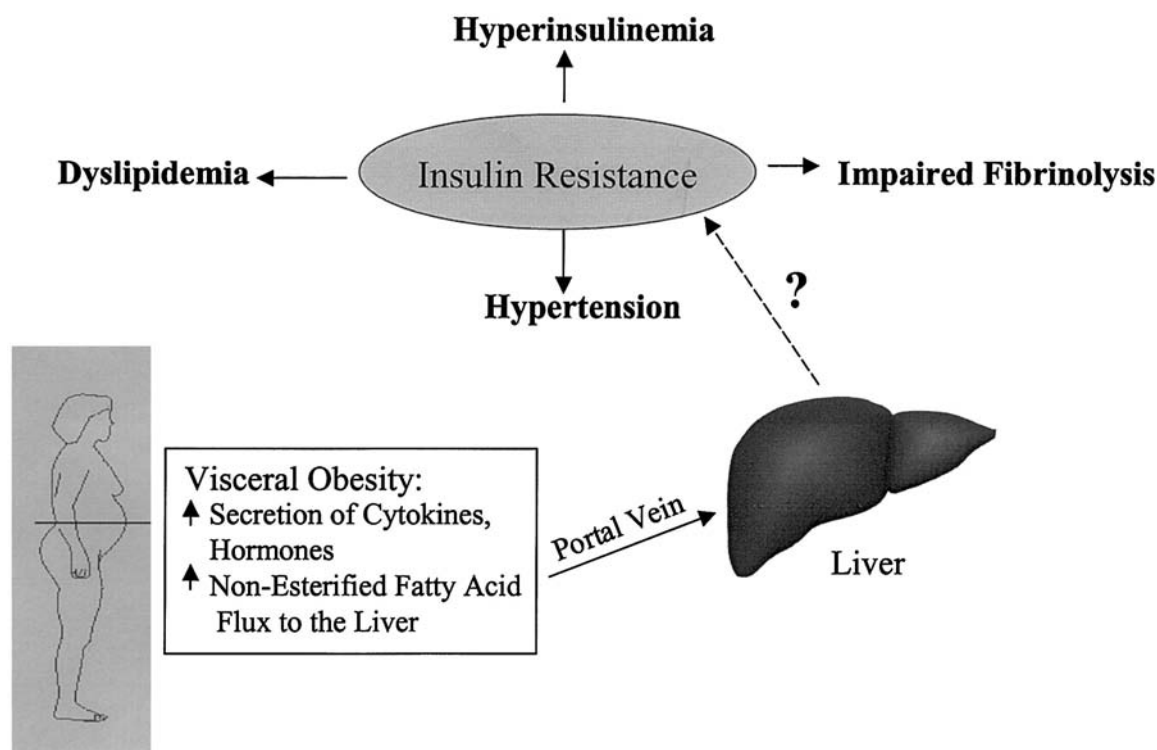 Hyperinsulinemia
Dyslipidemia
Insulin Resistance
Impaired Fibrinolysis
Hypertension
?
Visceral Obesity:
Secretion of Cytokines,
Hormones
Non-Esterified Fatty Acid
Flux to the Liver
Portal Vein
Liver